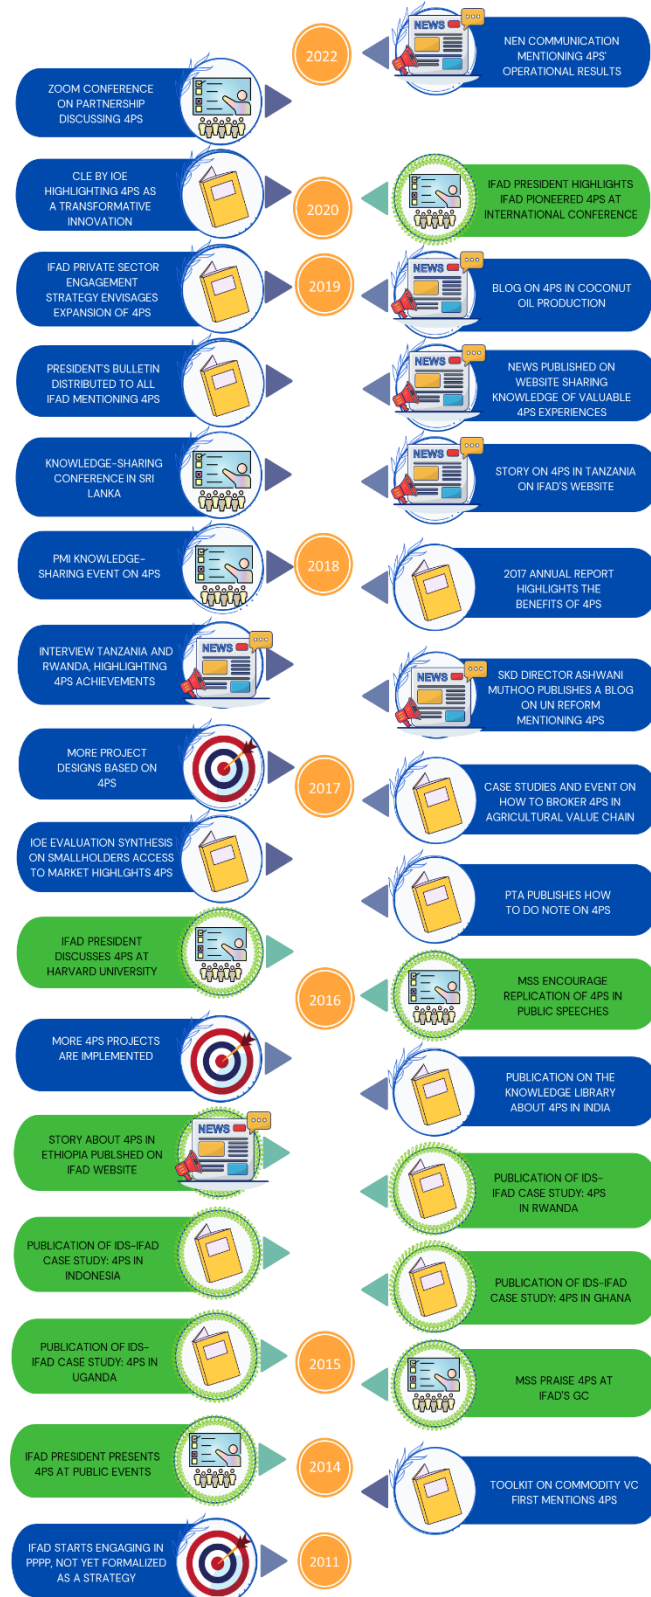 NEWS
NEN COMMUNICATION
MENTIONING 4PS'
OPERATIONAL RESULTS
2022
ZOOM CONFERENCE
ON PARTNERSHIP
DISCUSSING 4PS
CLE BY IOE
HIGHLIGHTING 4PS AS
A TRANSFORMATIVE
INNOVATION
2020
IFAD PRESIDENT HIGHLIGHTS
IFAD PIONEERED 4PS AT
INTERNATIONAL CONFERENCE
IFAD PRIVATE SECTOR
ENGAGEMENT
STRATEGY ENVISAGES
EXPANSION OF 4PS
2019
NEWS
BLOG ON 4PS IN COCONUT
OIL PRODUCTION
PRESIDENT'S BULLETIN
DISTRIBUTED TO ALL
IFAD MENTIONING 4PS
NEWS
NEWS PUBLISHED ON
WEBSITE SHARING
KNOWLEDGE OF VALUABLE
4PS EXPERIENCES
KNOWLEDGE-SHARING
CONFERENCE IN SRI
LANKA
NEWS
STORY ON 4PS IN TANZANIA
ON IFAD'S WEBSITE
PMI KNOWLEDGE-
SHARING EVENT ON 4PS
2018
2017 ANNUAL REPORT
HIGHLIGHTS THE
BENEFITS OF 4PS
INTERVIEW TANZANIA AND
RWANDA, HIGHLIGHTING
4PS ACHIEVEMENTS
NEWS
NEWS
SKD DIRECTOR ASHWANI
MUTHOO PUBLISHES A BLOG
ON UN REFORM
MENTIONING 4PS
MORE PROJECT
DESIGNS BASED ON
4PS
2017
CASE STUDIES AND EVENT ON
HOW TO BROKER 4PS IN
AGRICULTURAL VALUE CHAIN
IOE EVALUATION SYNTHESIS
ON SMALLHOLDERS ACCESS
TO MARKET HIGHLGHTS 4PS
PTA PUBLISHES HOW
TO DO NOTE ON 4PS
IFAD PRESIDENT
DISCUSSES 4PS AT
HARVARD UNIVERSITY
2016
MSS ENCOURAGE
REPLICATION OF 4PS IN
PUBLIC SPEECHES
MORE 4PS PROJECTS
ARE IMPLEMENTED
PUBLICATION ON THE
KNOWLEDGE LIBRARY
ABOUT 4PS IN INDIA
STORY ABOUT 4PS IN
ETHIOPIA PUBLSHED ON
IFAD WEBSITE
NEWS
PUBLICATION OF IDS-
IFAD CASE STUDY: 4PS
IN RWANDA
PUBLICATION OF IDS-IFAD
CASE STUDY: 4PS IN
INDONESIA
PUBLICATION OF IDS-IFAD
CASE STUDY: 4PS IN GHANA
PUBLICATION OF IDS-
IFAD CASE STUDY: 4PS IN
UGANDA
2015
MSS PRAISE 4PS AT
IFAD'S GC
IFAD PRESIDENT PRESENTS
4PS AT PUBLIC EVENTS
2014
TOOLKIT ON COMMODITY VC
FIRST MENTIONS 4PS
IFAD STARTS ENGAGING IN
PPPP, NOT YET FORMALIZED
AS A STRATEGY
2011